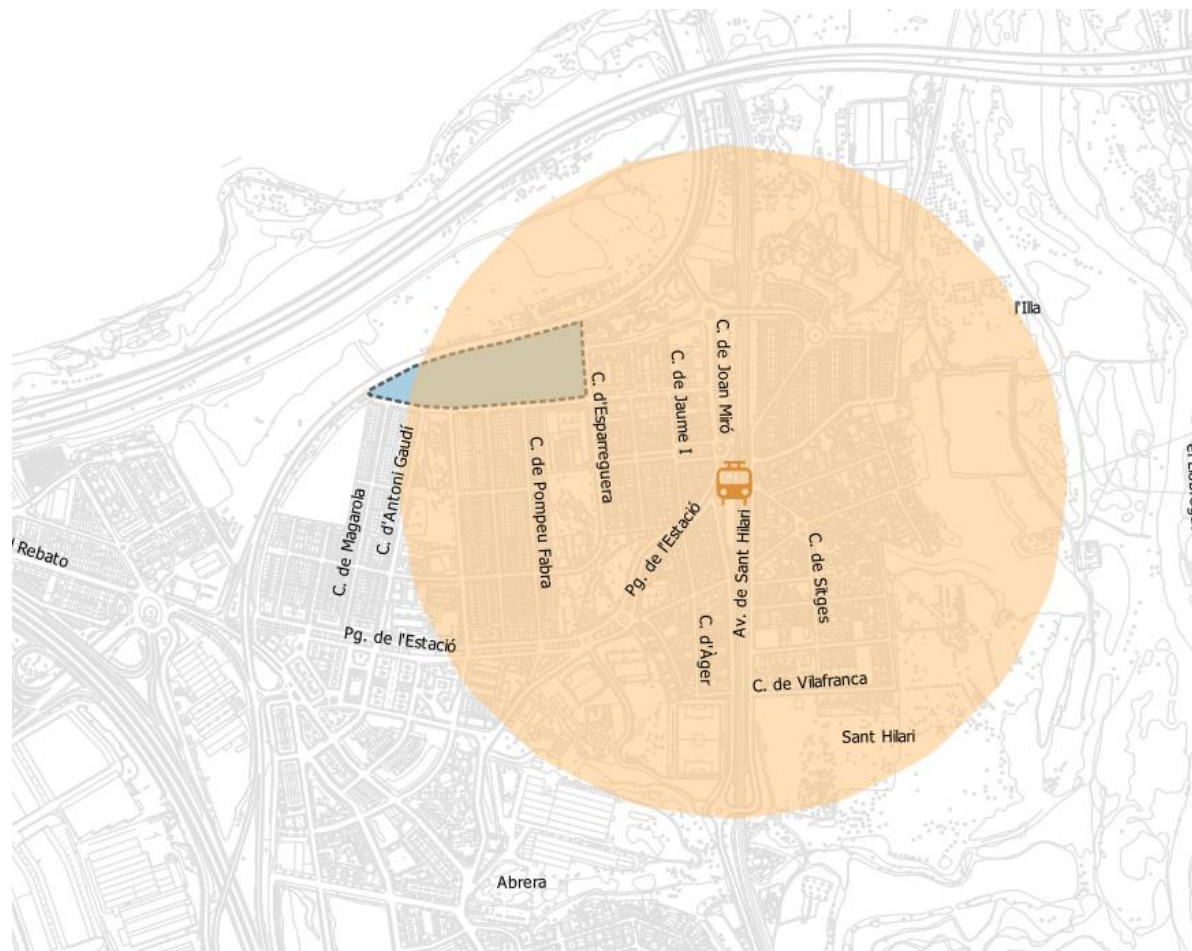 l'Illa
C. de Joan Miró
C. de Jaume I
C. d'Esparreguera
C. d'Antoni Gaudí
C. de Pompeu Fabra
C. de Magarola
Rebato
Pg. de l'Estació
Av. de Sant Hilari
C. de Sitges
Pg. de l'Estació
C. d'Àger
C. de Vilafranca
Sant Hilari
Abrera